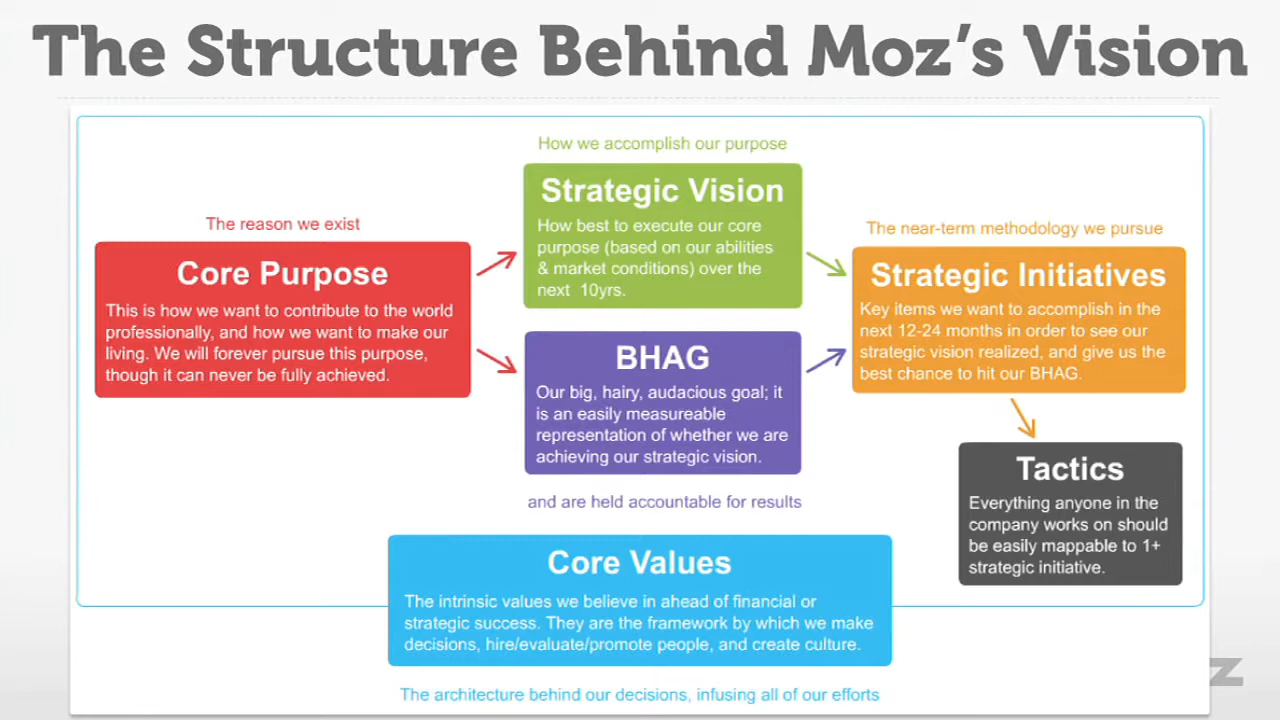 The Structure Behind Moz's Vision
The reason we exist
Core Purpose
This is how we want to contribute to the world
professionally, and how we want to make our
living. We will forever pursue this purpose,
though it can never be fully achieved.
How we accomplish our purpose
Strategic Vision
How best to execute our core
purpose (based on our abilities
& market conditions) over the
next 10yrs.
BHAG
Our big, hairy, audacious goal; it
is an easily measureable
representation of whether we are
achieving our strategic vision.
and are held accountable for results
The near-term methodology we pursue
Strategic Initiatives
Key items we want to accomplish in the
next 12-24 months in order to see our
strategic vision realized, and give us the
best chance to hit our BHAG.
Tactics
Everything anyone in the
company works on should
be easily mappable to 1+
strategic initiative.
Core Values
The intrinsic values we believe in ahead of financial or
strategic success. They are the framework by which we make
decisions, hire/evaluate/promote people, and create culture.
The architecture behind our decisions, infusing all of our efforts